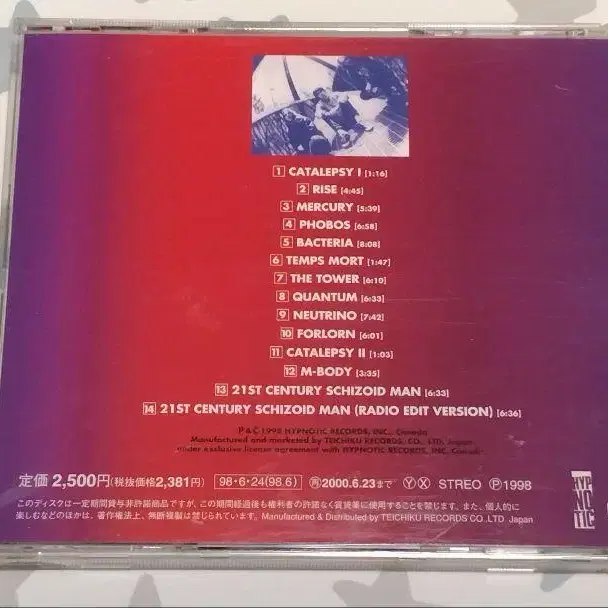 1 CATALEPSY I [1:16]
2 RISE [4:45]
3 MERCURY [5:39]
4 PHOBOS [6:58]
5 BACTERIA [8:08]
6 TEMPS MORT [1:47]
7 THE TOWER [6:10]
8 QUANTUM [6:33]
9 NEUTRINO [7:42]
10 FORLORN [6:01]
11 CATALEPSY II [1:03]
12 M-BODY [3:35]
13 21ST CENTURY SCHIZOID MAN [6:33]
14 21ST CENTURY SCHIZOID MAN (RADIO EDIT VERSION) [6:36]
P & C 1998 HYPNOTIC RECORDS, INC., Canada
Manufactured and marketed by TEICHIKU RECORDS, CO., LTD. Japan
under exclusive license agreement with HYPNOTIC RECORDS, INC. Canada
定価 2,500円(税抜価格2,381円) 98・6・24(98.6) 再2000.6.23まで Y X STREO Ⓟ1998
このディスクは一定期間貸与非許諾商品ですが、この期間経過後も権利者の許諾なく賃貸業に使用することを禁じます。また、個人的に
楽しむなどのほかは、著作権法上、無断複製は禁じられています。Manufactured & Distributed by TEICHIKU RECORDS CO.,LTD Japan
HYP
NO
TIC